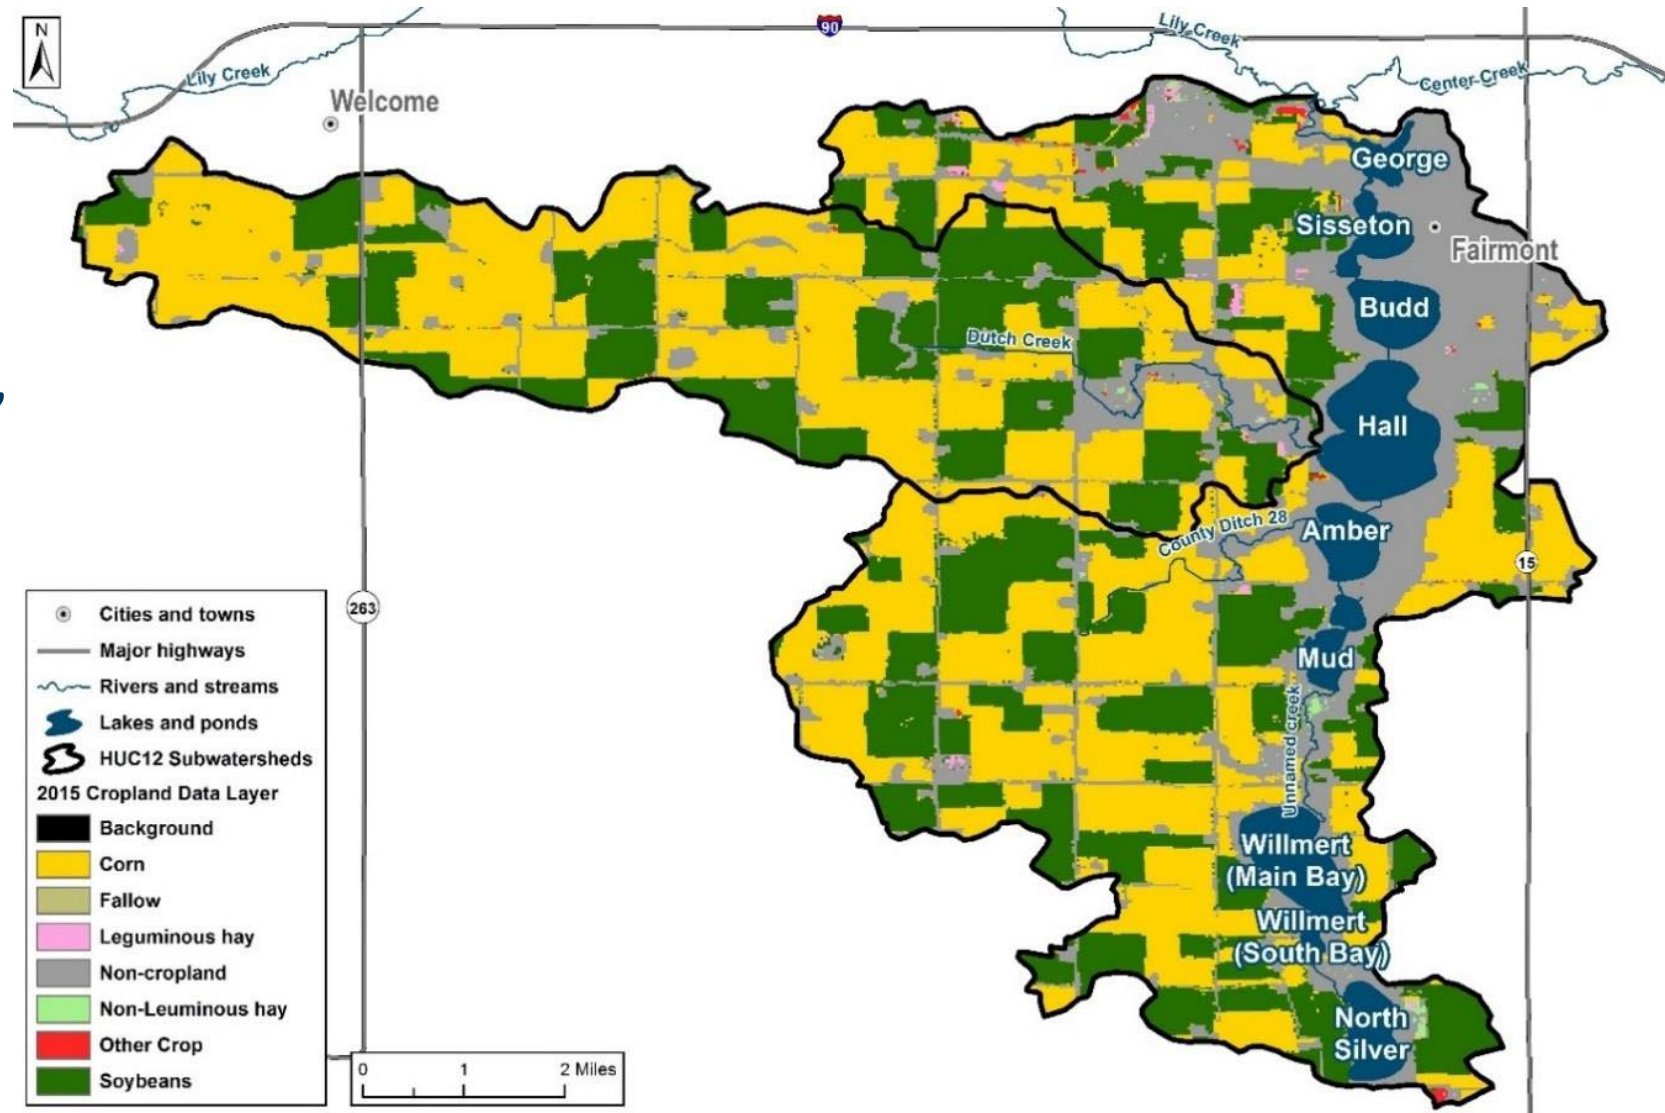 N
90
Lily Creek
Lily Creek
Center Creek
Welcome
George
Sisseton
Fairmont
Budd
Dutch Creek
Hall
County Ditch 28
Amber
15
263
Mud
Unnamed creek
Willmert
(Main Bay)
Willmert
(South Bay)
North
Silver
Cities and towns
Major highways
Rivers and streams
Lakes and ponds
HUC12 Subwatersheds
2015 Cropland Data Layer
Background
Corn
Fallow
Leguminous hay
Non-cropland
Non-Leuminous hay
Other Crop
Soybeans
0 1 2 Miles